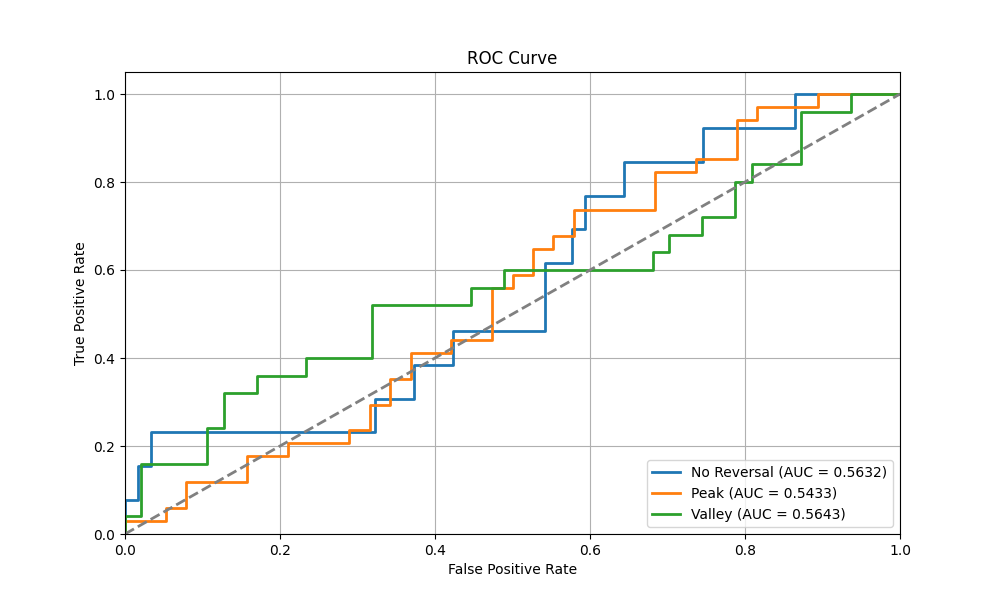 ROC Curve
True Positive Rate
1.0
0.8
0.6
0.4
0.2
0.0
0.0 0.2 0.4 0.6 0.8 1.0
False Positive Rate
No Reversal (AUC = 0.5632)
Peak (AUC = 0.5433)
Valley (AUC = 0.5643)